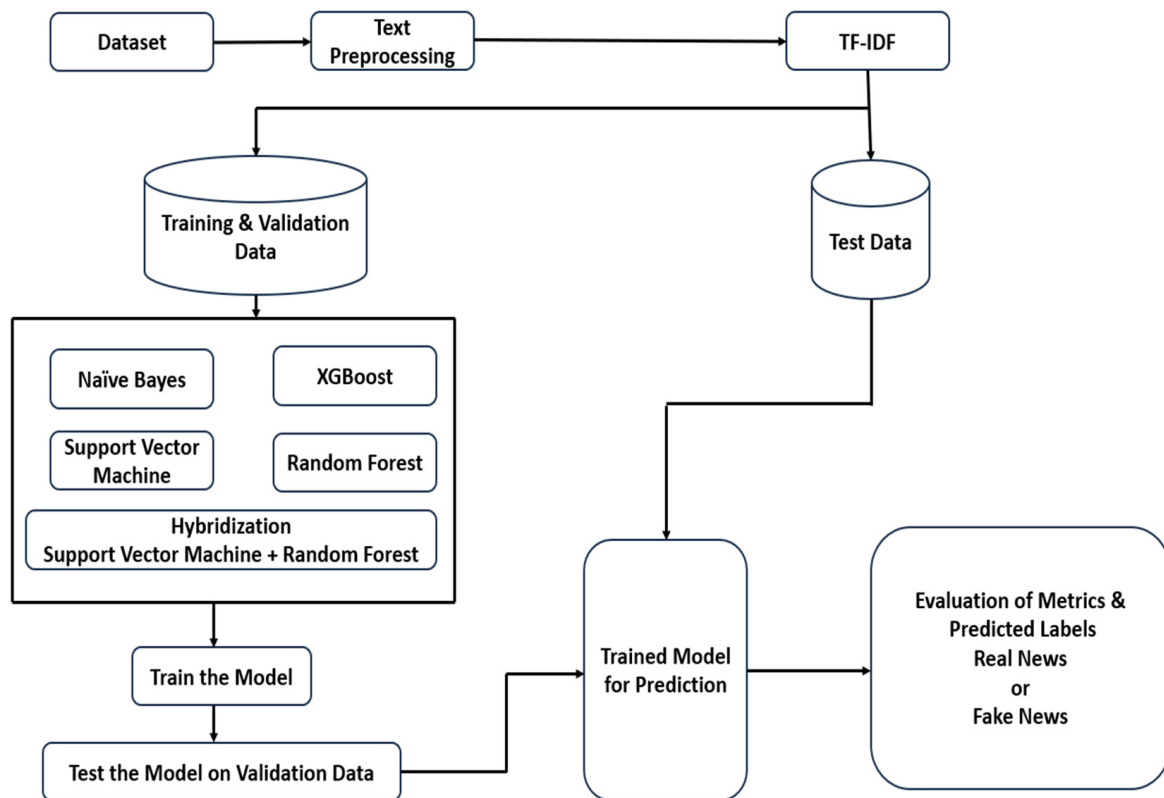 Dataset
Text
Preprocessing
TF-IDF
Training & Validation
Data
Test Data
Naïve Bayes
XGBoost
Support Vector
Machine
Random Forest
Hybridization
Support Vector Machine + Random Forest
Train the Model
Test the Model on Validation Data
Trained Model
for Prediction
Evaluation of Metrics &
Predicted Labels
Real News
or
Fake News